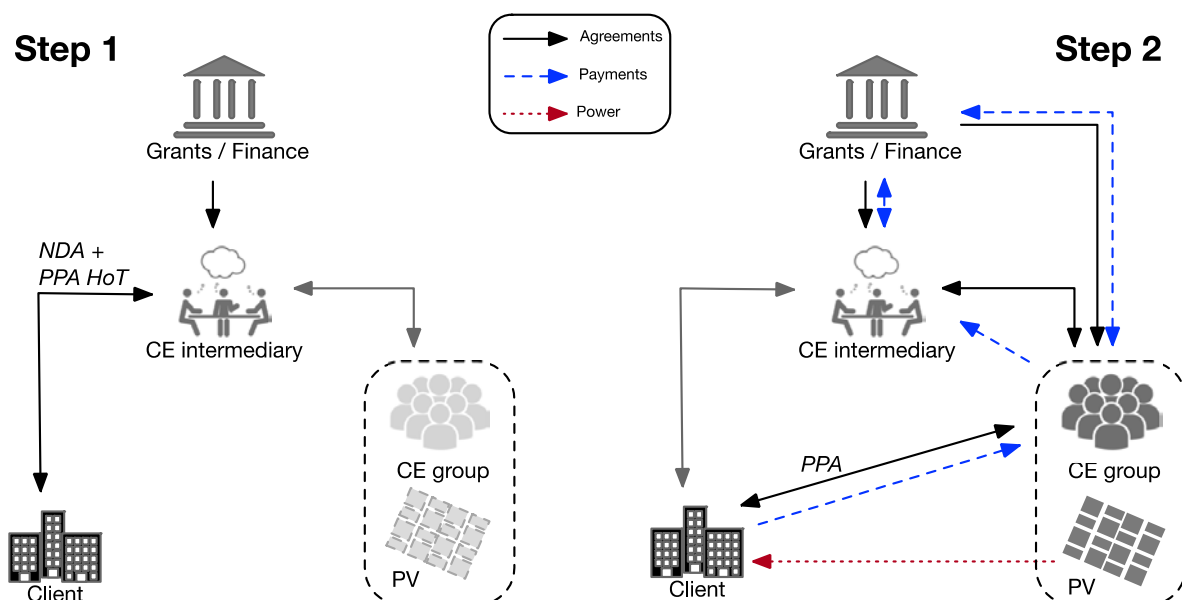 Step 1
Agreements
Payments
Power
Step 2
Grants / Finance
NDA +
PPA HoT
CE intermediary
CE group
PV
Client
Grants / Finance
CE intermediary
PPA
CE group
PV
Client